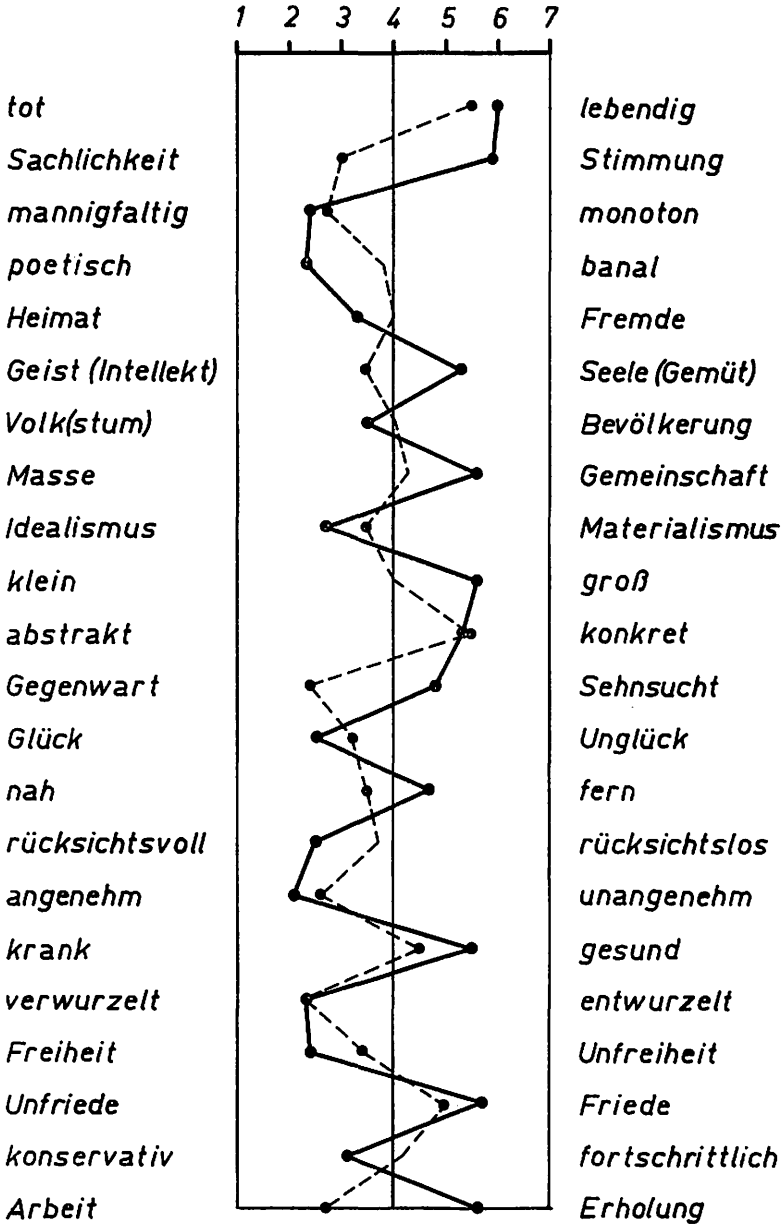 1 2 3 4 5 6 7
tot lebendig
Sachlichkeit Stimmung
mannigfaltig monoton
poetisch banal
Heimat Fremde
Geist (Intellekt) Seele (Gemüt)
Volk(stum) Bevölkerung
Masse Gemeinschaft
Idealismus Materialismus
klein groß
abstrakt konkret
Gegenwart Sehnsucht
Glück Unglück
nah fern
rücksichtsvoll rücksichtslos
angenehm unangenehm
krank gesund
verwurzelt entwurzelt
Freiheit Unfreiheit
Unfriede Friede
konservativ fortschrittlich
Arbeit Erholung